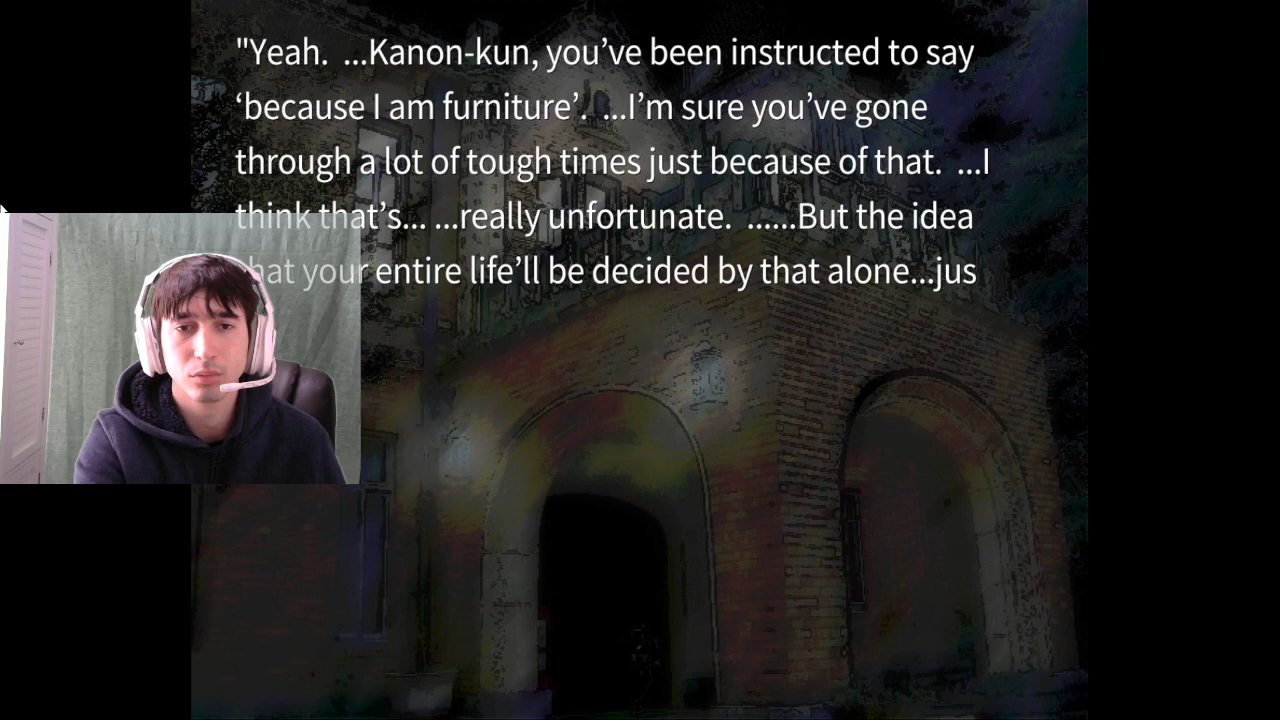 "Yeah.  ...Kanon-kun, you’ve been instructed to say
‘because I am furniture’.  ...I’m sure you’ve gone
through a lot of tough times just because of that.  ...I
think that’s... ...really unfortunate.  ......But the idea
that your entire life’ll be decided by that alone...jus